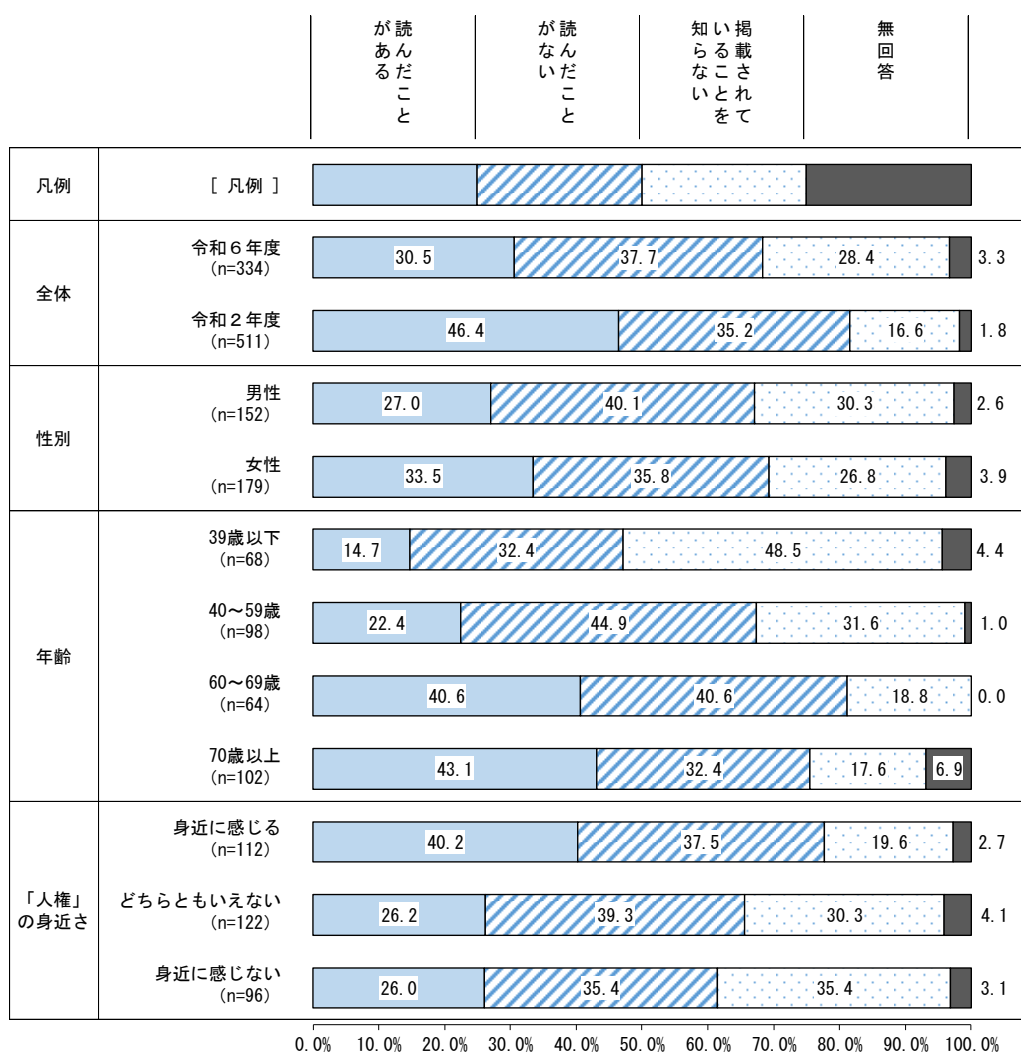 読んだこと
がある
読んだこと
がない
掲載されて
いることを
知らない
無回答
凡例
[ 凡例 ]
全体
令和6年度
(n=334)
30.5
37.7
28.4
3.3
令和2年度
(n=511)
46.4
35.2
16.6
1.8
性別
男性
(n=152)
27.0
40.1
30.3
2.6
女性
(n=179)
33.5
35.8
26.8
3.9
年齢
39歳以下
(n=68)
14.7
32.4
48.5
4.4
40～59歳
(n=98)
22.4
44.9
31.6
1.0
60～69歳
(n=64)
40.6
40.6
18.8
0.0
70歳以上
(n=102)
43.1
32.4
17.6
6.9
「人権」
の身近さ
身近に感じる
(n=112)
40.2
37.5
19.6
2.7
どちらともいえない
(n=122)
26.2
39.3
30.3
4.1
身近に感じない
(n=96)
26.0
35.4
35.4
3.1
0.0% 10.0% 20.0% 30.0% 40.0% 50.0% 60.0% 70.0% 80.0% 90.0% 100.0%